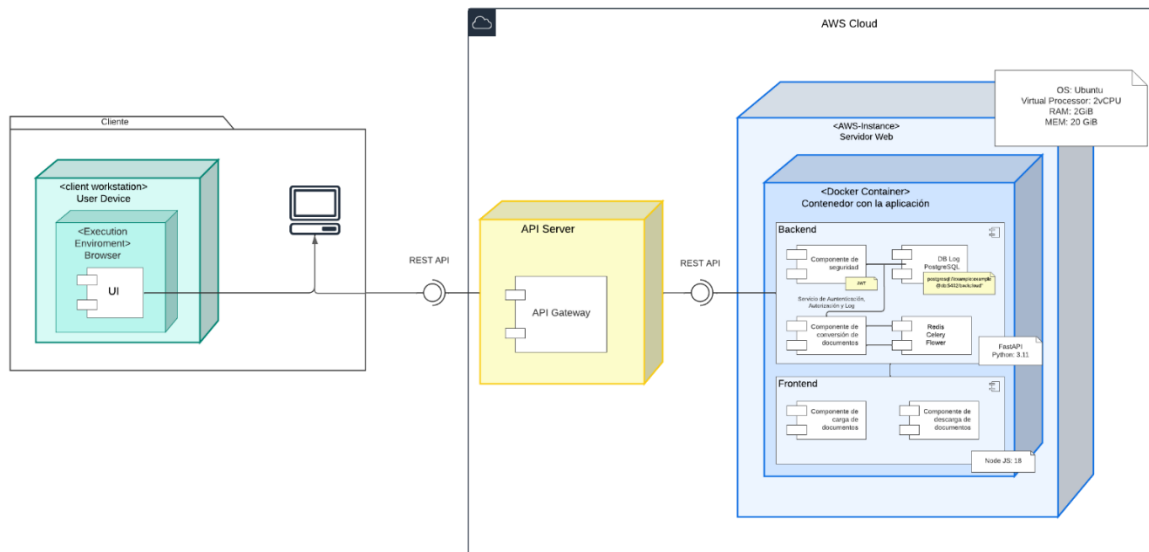 AWS Cloud
OS: Ubuntu
Virtual Processor: 2vCPU
RAM: 2GiB
MEM: 20 GiB
Cliente
<AWS-Instance>
Servidor Web
<client workstation>
User Device
<Docker Container>
Contenedor con la aplicación
<Execution
Enviroment>
Browser
UI
REST API
API Server
API Gateway
REST API
Backend
Componente de
seguridad
JWT
DB Log
PostgreSQL
Servicio de Autenticación,
Autorización y Log
Componente de
conversión de
documentos
Redis
Celery
Flower
FastAPI
Python: 3.11
Frontend
Componente de
carga de
documentos
Componente de
descarga de
documentos
Node JS: 18